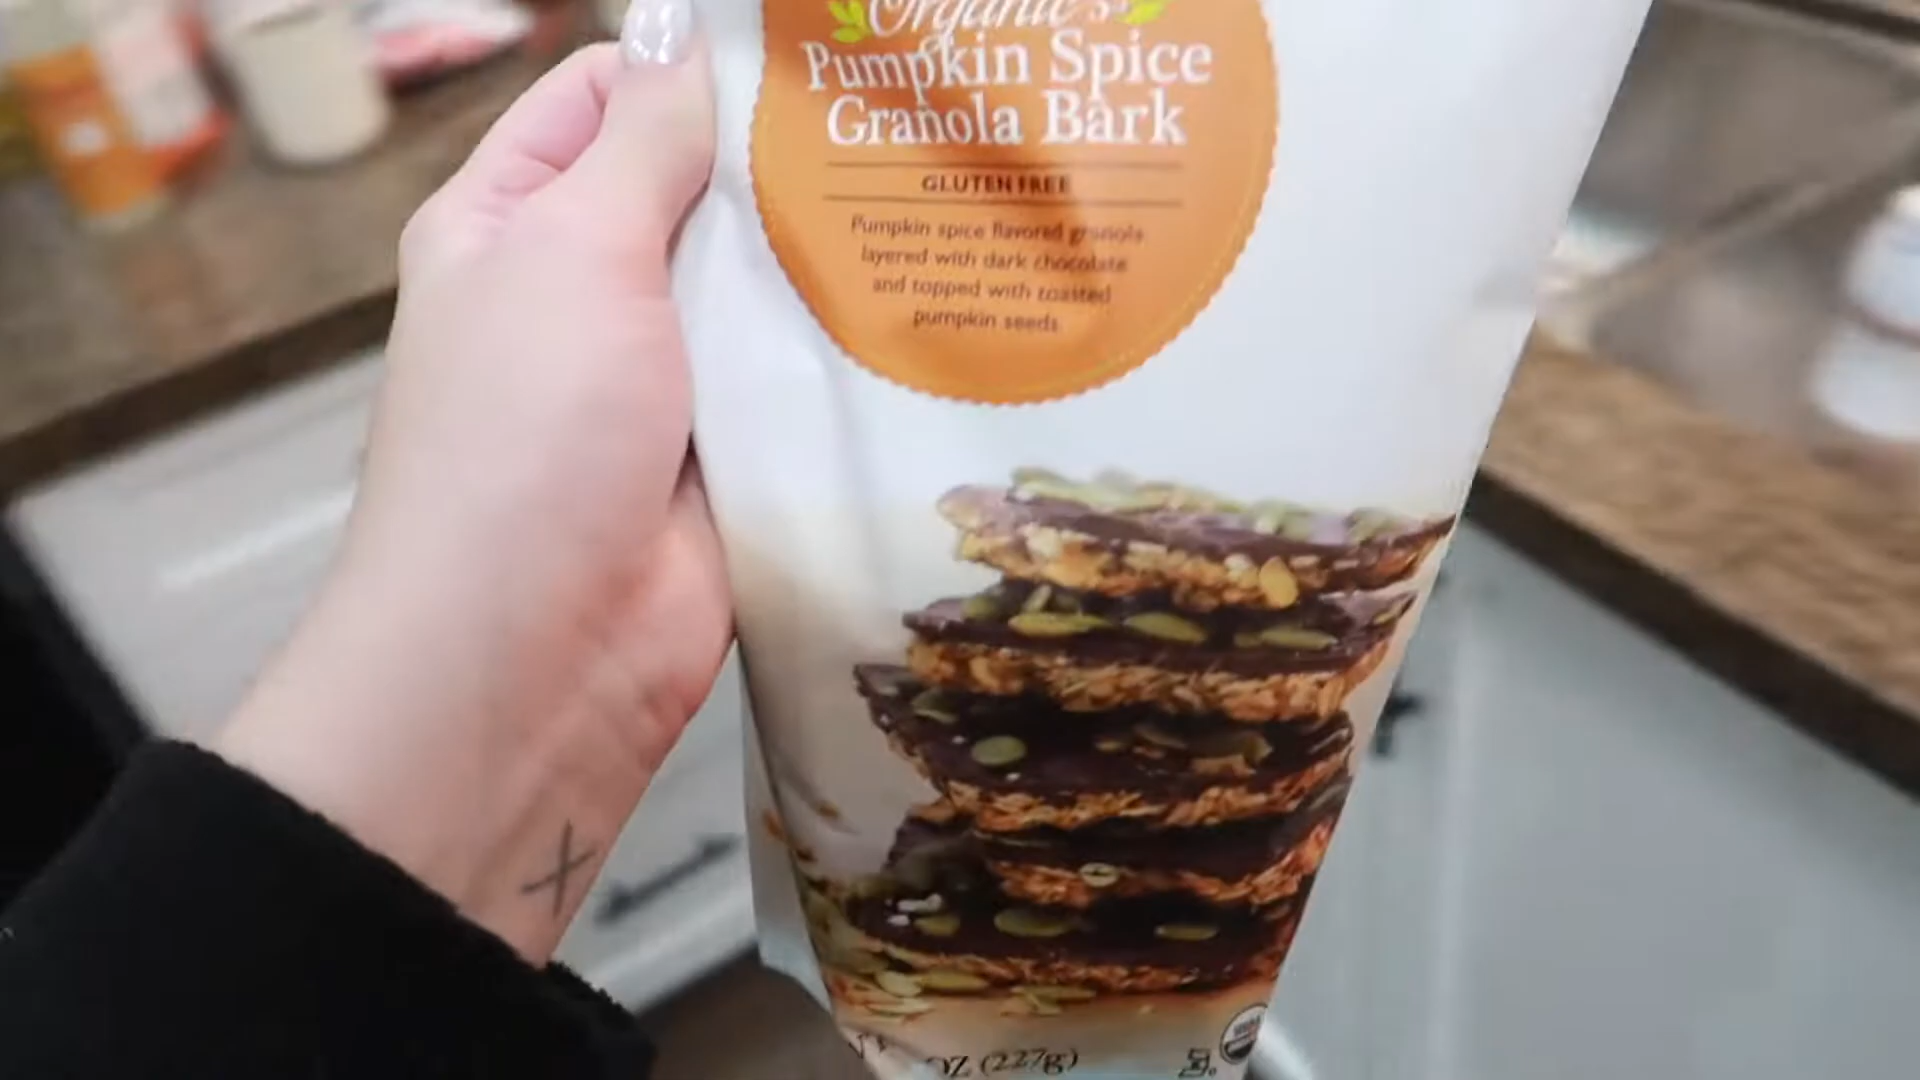 Organic's
Pumpkin Spice
Granola Bark
GLUTEN FREE
Pumpkin spice flavored granola
layered with dark chocolate
and topped with toasted
pumpkin seeds
OZ (227g)